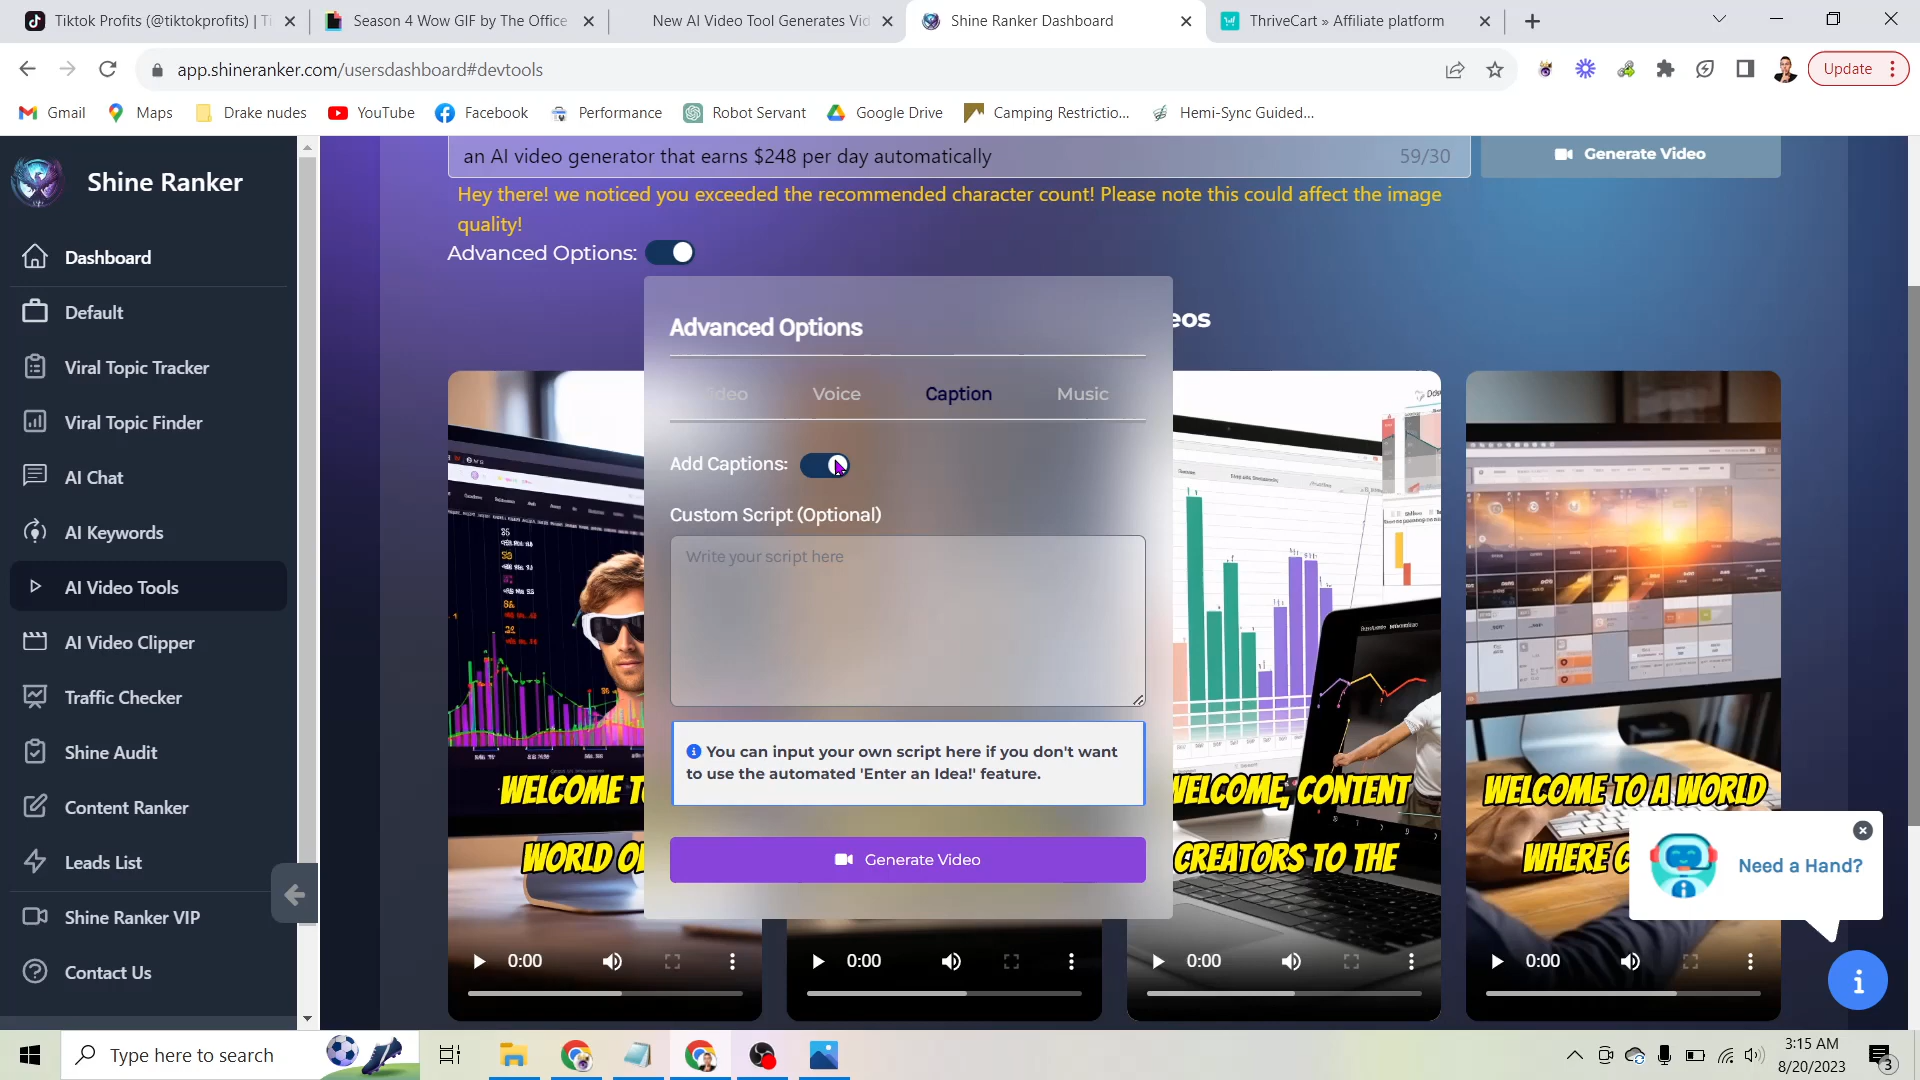 Tiktok Profits (@tiktokprofits) | Ti
Season 4 Wow GIF by The Office
New AI Video Tool Generates Vid
Shine Ranker Dashboard
ThriveCart » Affiliate platform
app.shineranker.com/usersdashboard#devtools
Update
Gmail
Maps
Drake nudes
YouTube
Facebook
Performance
Robot Servant
Google Drive
Camping Restrictio...
Hemi-Sync Guided...
Shine Ranker
Dashboard
Default
Viral Topic Tracker
Viral Topic Finder
AI Chat
AI Keywords
AI Video Tools
AI Video Clipper
Traffic Checker
Shine Audit
Content Ranker
Leads List
Shine Ranker VIP
Contact Us
an AI video generator that earns $248 per day automatically
59/30
Generate Video
Hey there! we noticed you exceeded the recommended character count! Please note this could affect the image
quality!
Advanced Options:
eos
Advanced Options
deo
Voice
Caption
Music
Add Captions:
Custom Script (Optional)
Write your script here
You can input your own script here if you don't want
to use the automated 'Enter an Idea!' feature.
Generate Video
WELCOME T
WORLD O
WELCOME, CONTENT
CREATORS TO THE
WELCOME TO A WORLD
WHERE C
0:00
0:00
0:00
0:00
Need a Hand?
Type here to search
3:15 AM
8/20/2023
3